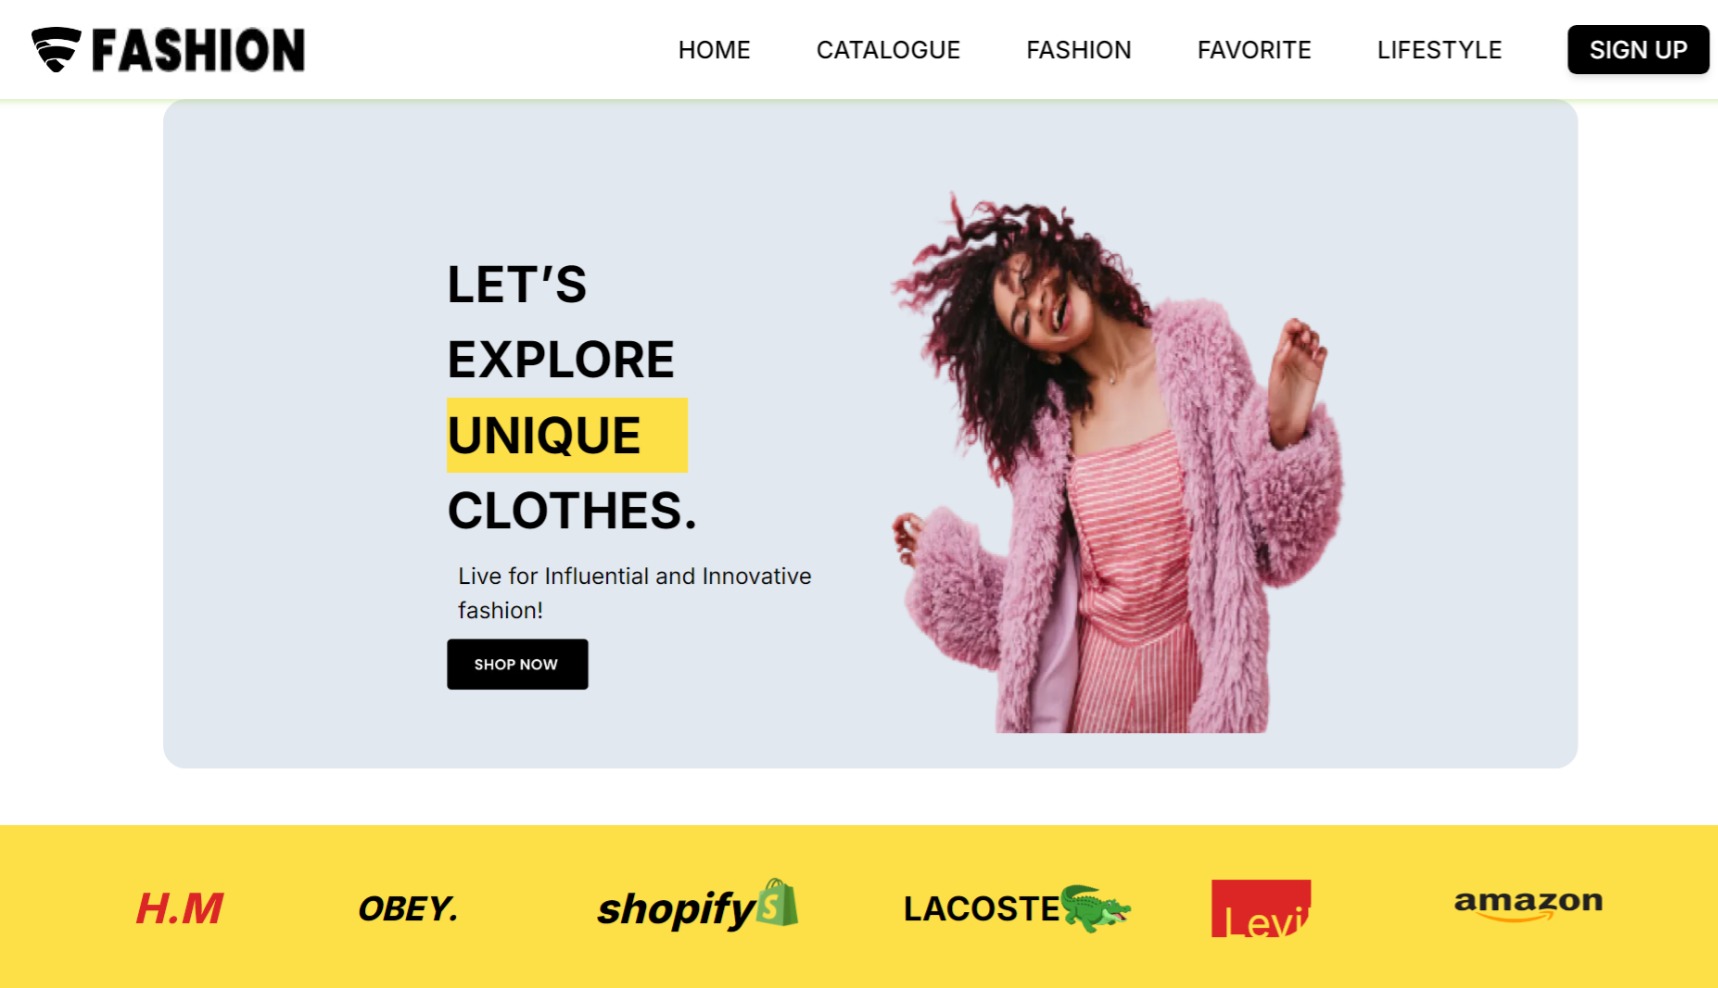 FASHION
HOME CATALOGUE FASHION FAVORITE LIFESTYLE SIGN UP
LET’S
EXPLORE
UNIQUE
CLOTHES.
Live for Influential and Innovative
fashion!
SHOP NOW
H.M OBEY. shopify S LACOSTE Levi amazon